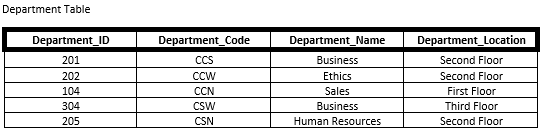 Department Table
Department_ID Department_Code Department_Name Department_Location
201 CCS Business Second Floor
202 CCW Ethics Second Floor
104 CCN Sales First Floor
304 CSW Business Third Floor
205 CSN Human Resources Second Floor